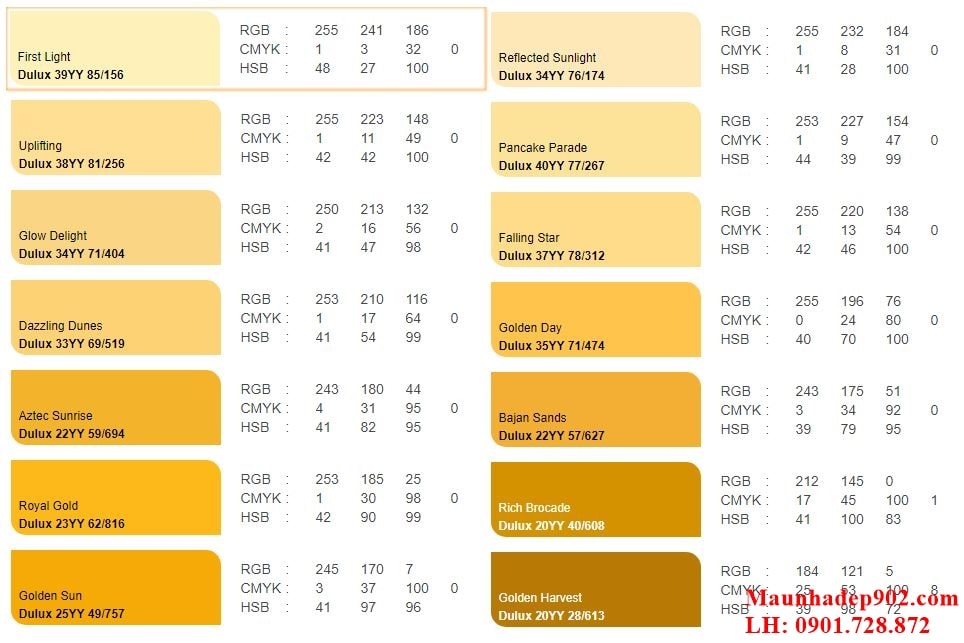 First Light
Dulux 39YY 85/156
RGB : 255 241 186
CMYK : 1 3 32 0
HSB : 48 27 100
Reflected Sunlight
Dulux 34YY 76/174
RGB : 255 232 184
CMYK : 1 8 31 0
HSB : 41 28 100
Uplifting
Dulux 38YY 81/256
RGB : 255 223 148
CMYK : 1 11 49 0
HSB : 42 42 100
Pancake Parade
Dulux 40YY 77/267
RGB : 253 227 154
CMYK : 1 9 47 0
HSB : 44 39 99
Glow Delight
Dulux 34YY 71/404
RGB : 250 213 132
CMYK : 2 16 56 0
HSB : 41 47 98
Falling Star
Dulux 37YY 78/312
RGB : 255 220 138
CMYK : 1 13 54 0
HSB : 42 46 100
Dazzling Dunes
Dulux 33YY 69/519
RGB : 253 210 116
CMYK : 1 17 64 0
HSB : 41 54 99
Golden Day
Dulux 35YY 71/474
RGB : 255 196 76
CMYK : 0 24 80 0
HSB : 40 70 100
Aztec Sunrise
Dulux 22YY 59/694
RGB : 243 180 44
CMYK : 4 31 95 0
HSB : 41 82 95
Bajan Sands
Dulux 22YY 57/627
RGB : 243 175 51
CMYK : 3 34 92 0
HSB : 39 79 95
Royal Gold
Dulux 23YY 62/816
RGB : 253 185 25
CMYK : 1 30 98 0
HSB : 42 90 99
Rich Brocade
Dulux 20YY 40/608
RGB : 212 145 0
CMYK : 17 45 100 1
HSB : 41 100 83
Golden Sun
Dulux 25YY 49/757
RGB : 245 170 7
CMYK : 3 37 100 0
HSB : 41 97 96
Golden Harvest
Dulux 20YY 28/613
RGB : 184 121 5
CMYK : 25 53 100 8
HSB : 39 98 72
Maunhadep902.com
LH: 0901.728.872